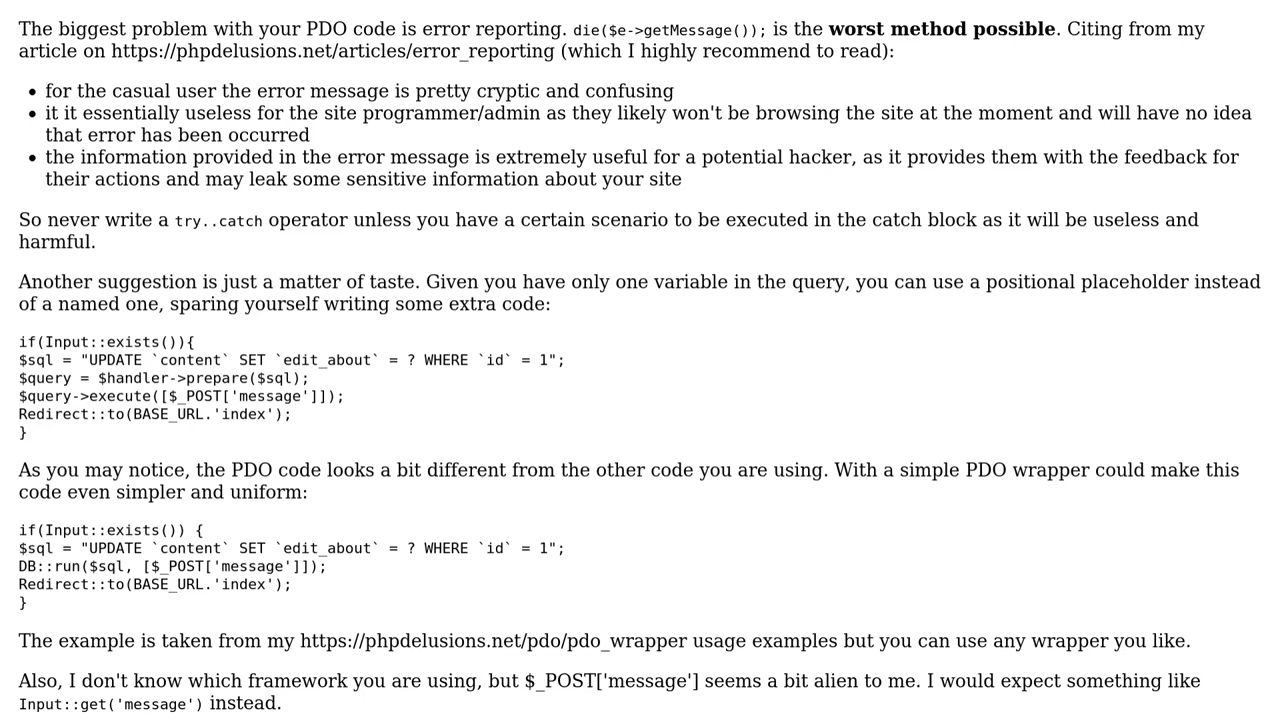 The biggest problem with your PDO code is error reporting. die($e->getMessage()); is the worst method possible. Citing from my
article on https://phpdelusions.net/articles/error_reporting (which I highly recommend to read):
• for the casual user the error message is pretty cryptic and confusing
• it it essentially useless for the site programmer/admin as they likely won't be browsing the site at the moment and will have no idea
that error has been occurred
• the information provided in the error message is extremely useful for a potential hacker, as it provides them with the feedback for
their actions and may leak some sensitive information about your site
So never write a try..catch operator unless you have a certain scenario to be executed in the catch block as it will be useless and
harmful.
Another suggestion is just a matter of taste. Given you have only one variable in the query, you can use a positional placeholder instead
of a named one, sparing yourself writing some extra code:
if(Input::exists()){
$sql = "UPDATE `content` SET `edit_about` = ? WHERE `id` = 1";
$query = $handler->prepare($sql);
$query->execute([$_POST['message']]);
Redirect::to(BASE_URL.'index');
}
As you may notice, the PDO code looks a bit different from the other code you are using. With a simple PDO wrapper could make this
code even simpler and uniform:
if(Input::exists()) {
$sql = "UPDATE `content` SET `edit_about` = ? WHERE `id` = 1";
DB::run($sql, [$_POST['message']]);
Redirect::to(BASE_URL.'index');
}
The example is taken from my https://phpdelusions.net/pdo/pdo_wrapper usage examples but you can use any wrapper you like.
Also, I don't know which framework you are using, but $_POST['message'] seems a bit alien to me. I would expect something like
Input::get('message') instead.